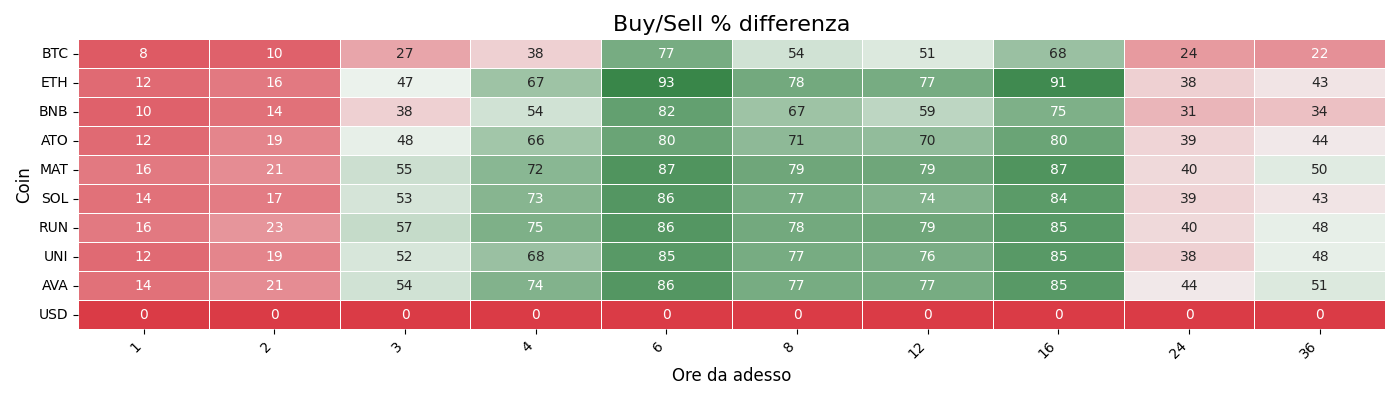 Buy/Sell % differenza
Coin
BTC 8 10 27 38 77 54 51 68 24 22
ETH 12 16 47 67 93 78 77 91 38 43
BNB 10 14 38 54 82 67 59 75 31 34
ATO 12 19 48 66 80 71 70 80 39 44
MAT 16 21 55 72 87 79 79 87 40 50
SOL 14 17 53 73 86 77 74 84 39 43
RUN 16 23 57 75 86 78 79 85 40 48
UNI 12 19 52 68 85 77 76 85 38 48
AVA 14 21 54 74 86 77 77 85 44 51
USD 0 0 0 0 0 0 0 0 0 0
1 2 3 4 6 8 12 16 24 36
Ore da adesso